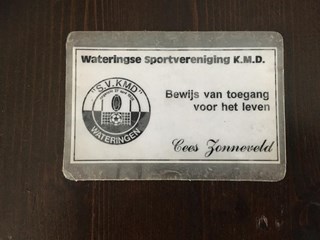 Wateringse Sportvereniging K.M.D.
"S.V. KMD"
WATERINGEN
Bewijs van toegang
voor het leven
Cees Zonneveld